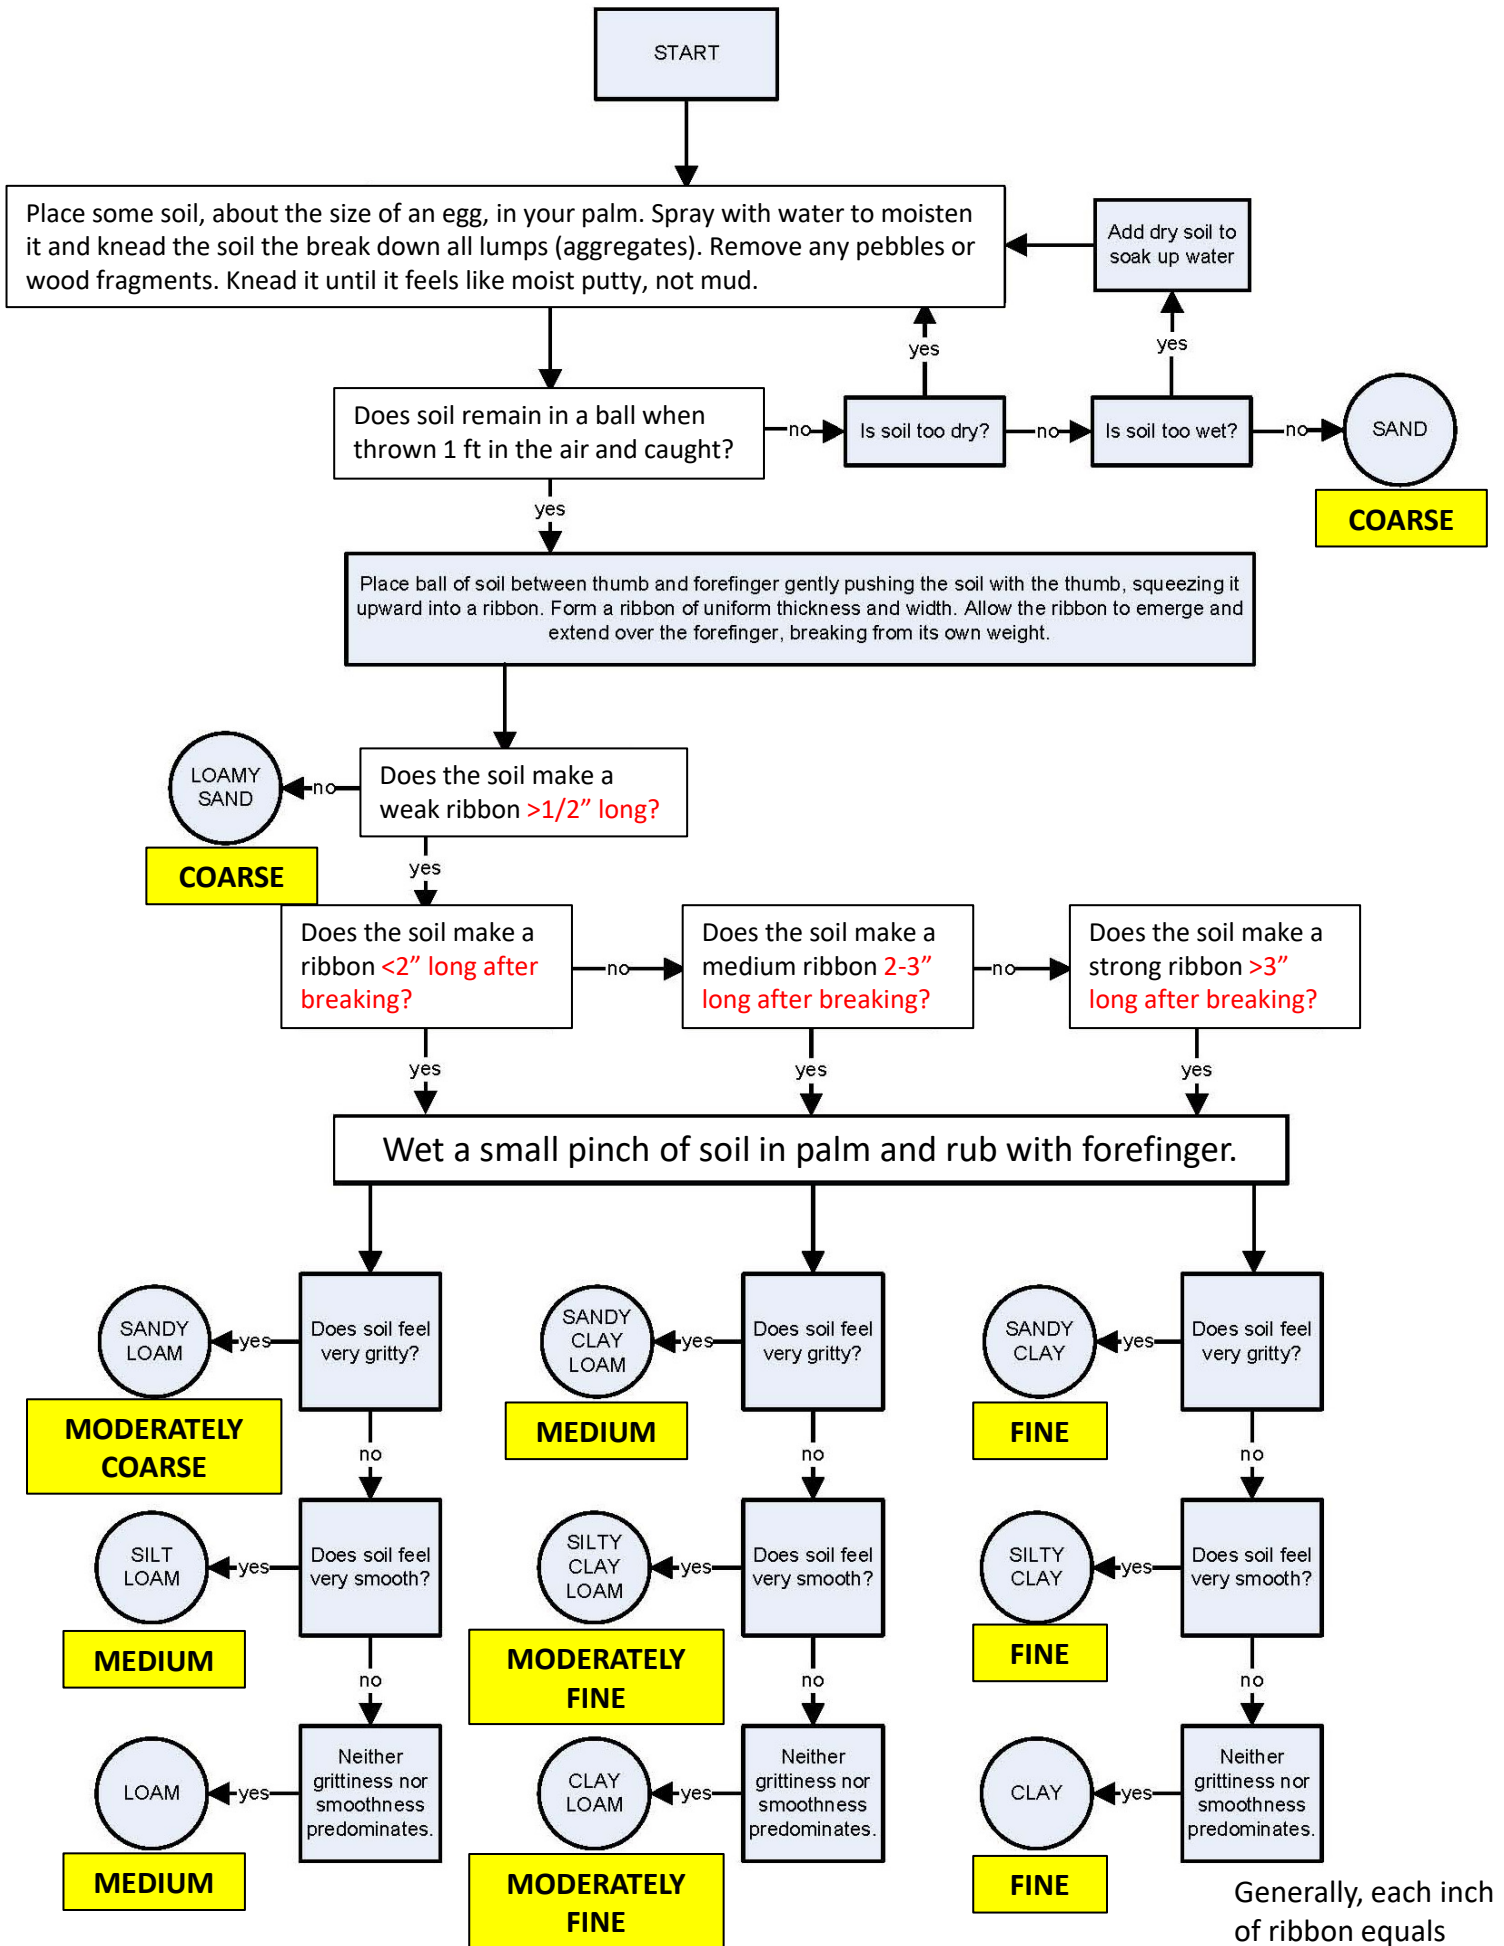 START
Place some soil, about the size of an egg, in your palm. Spray with water to moisten
it and knead the soil the break down all lumps (aggregates). Remove any pebbles or
wood fragments. Knead it until it feels like moist putty, not mud.
Add dry soil to
soak up water
yes
yes
Does soil remain in a ball when
thrown 1 ft in the air and caught?
no
Is soil too dry?
no
Is soil too wet?
no
SAND
COARSE
yes
Place ball of soil between thumb and forefinger gently pushing the soil with the thumb, squeezing it
upward into a ribbon. Form a ribbon of uniform thickness and width. Allow the ribbon to emerge and
extend over the forefinger, breaking from its own weight.
LOAMY
SAND
COARSE
no
Does the soil make a
weak ribbon >1/2” long?
yes
Does the soil make a
ribbon <2” long after
breaking?
no
Does the soil make a
medium ribbon 2-3”
long after breaking?
no
Does the soil make a
strong ribbon >3”
long after breaking?
yes
yes
yes
Wet a small pinch of soil in palm and rub with forefinger.
SANDY
LOAM
MODERATELY
COARSE
yes
Does soil feel
very gritty?
SANDY
CLAY
LOAM
MEDIUM
yes
Does soil feel
very gritty?
SANDY
CLAY
FINE
yes
Does soil feel
very gritty?
no
no
no
SILT
LOAM
MEDIUM
yes
Does soil feel
very smooth?
SILTY
CLAY
LOAM
MODERATELY
FINE
yes
Does soil feel
very smooth?
SILTY
CLAY
FINE
yes
Does soil feel
very smooth?
no
no
no
LOAM
MEDIUM
yes
Neither
grittiness nor
smoothness
predominates.
CLAY
LOAM
MODERATELY
FINE
yes
Neither
grittiness nor
smoothness
predominates.
CLAY
FINE
yes
Neither
grittiness nor
smoothness
predominates.
Generally, each inch
of ribbon equals